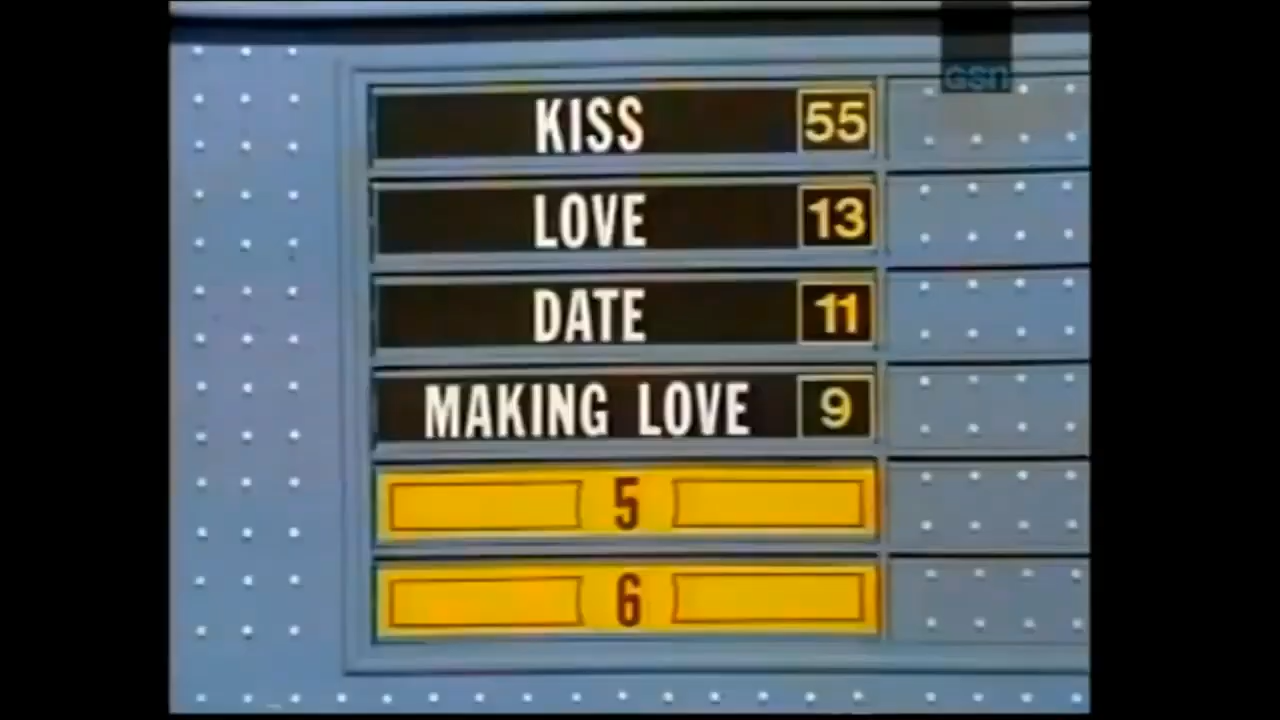 GSN
KISS 55
LOVE 13
DATE 11
MAKING LOVE 9
5
6